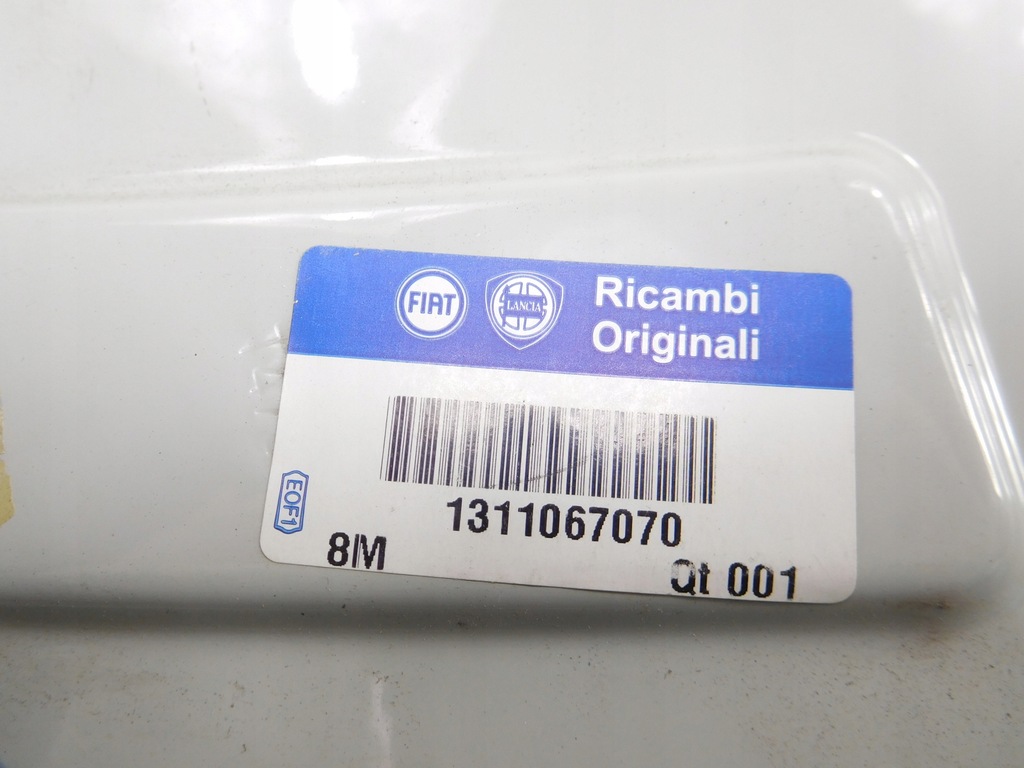 FIAT
LANCIA
Ricambi
Originali
1311067070
EOF1
8/M
Qt 001